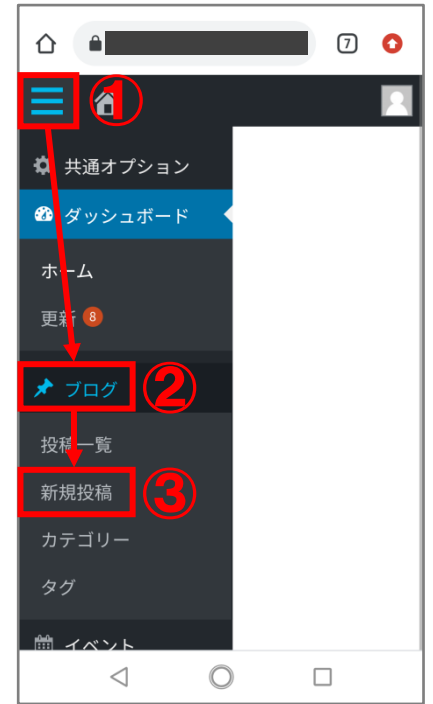 7
①
共通オプション
ダッシュボード
ホーム
更新 8
ブログ ②
投稿一覧
新規投稿 ③
カテゴリー
タグ
イベント